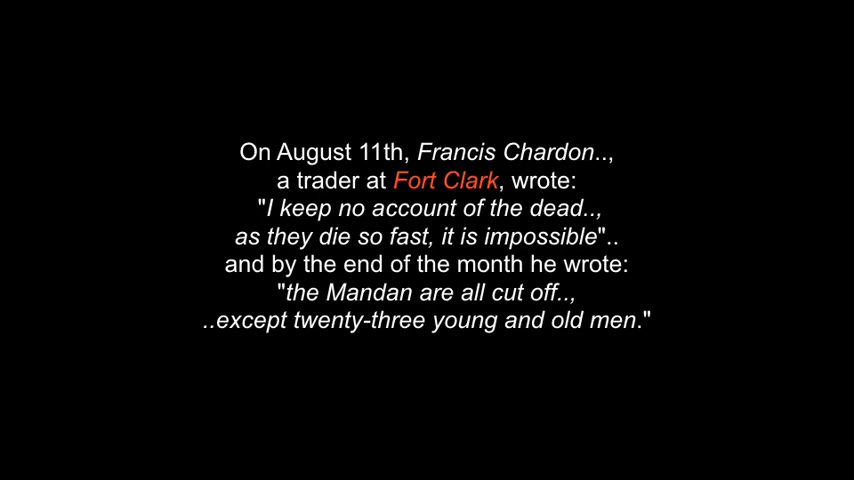 On August 11th, Francis Chardon..,
a trader at Fort Clark, wrote:
"I keep no account of the dead..,
as they die so fast, it is impossible"..
and by the end of the month he wrote:
"the Mandan are all cut off..,
..except twenty-three young and old men."